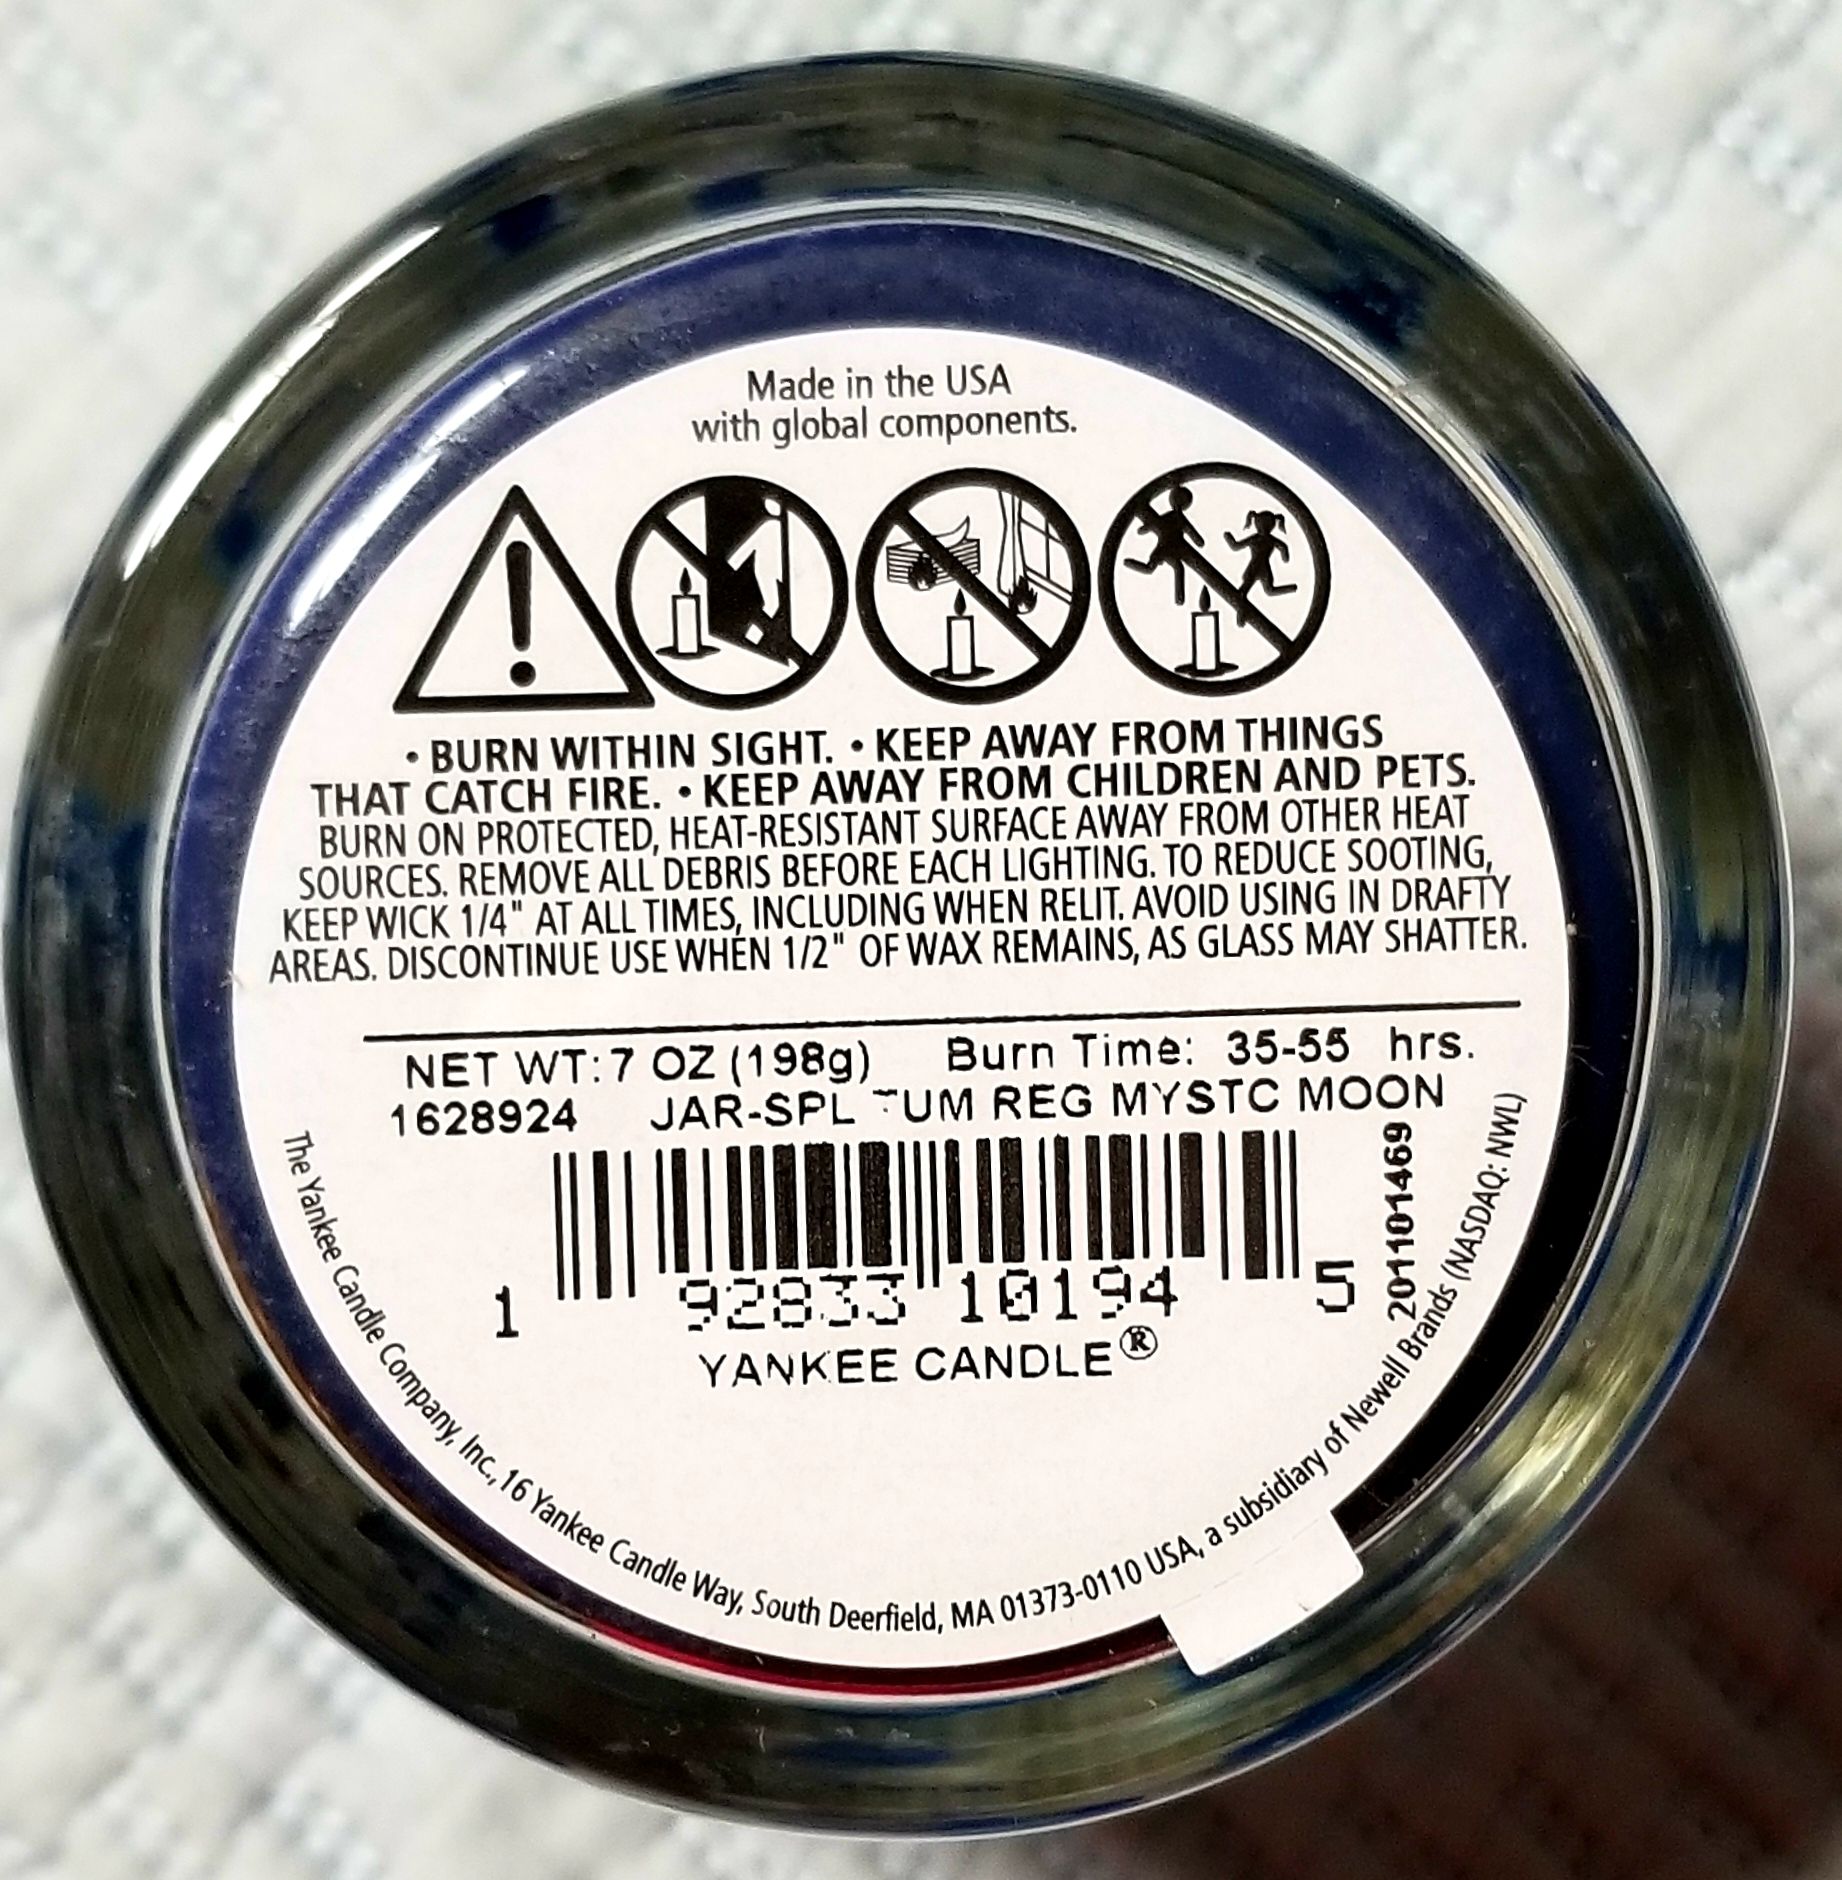 Made in the USA
with global components.
• BURN WITHIN SIGHT. • KEEP AWAY FROM THINGS
THAT CATCH FIRE. • KEEP AWAY FROM CHILDREN AND PETS.
BURN ON PROTECTED, HEAT-RESISTANT SURFACE AWAY FROM OTHER HEAT
SOURCES. REMOVE ALL DEBRIS BEFORE EACH LIGHTING. TO REDUCE SOOTING,
KEEP WICK 1/4" AT ALL TIMES, INCLUDING WHEN RELIT. AVOID USING IN DRAFTY
AREAS. DISCONTINUE USE WHEN 1/2" OF WAX REMAINS, AS GLASS MAY SHATTER.
NET WT: 7 OZ (198g) Burn Time: 35-55 hrs.
1628924 JAR-SPL TUM REG MYSTC MOON
1 92833 10194 5
201101469
YANKEE CANDLE®
The Yankee Candle Company, Inc., 16 Yankee Candle Way, South Deerfield, MA 01373-0110 USA, a subsidiary of Newell Brands (NASDAQ: NWL)